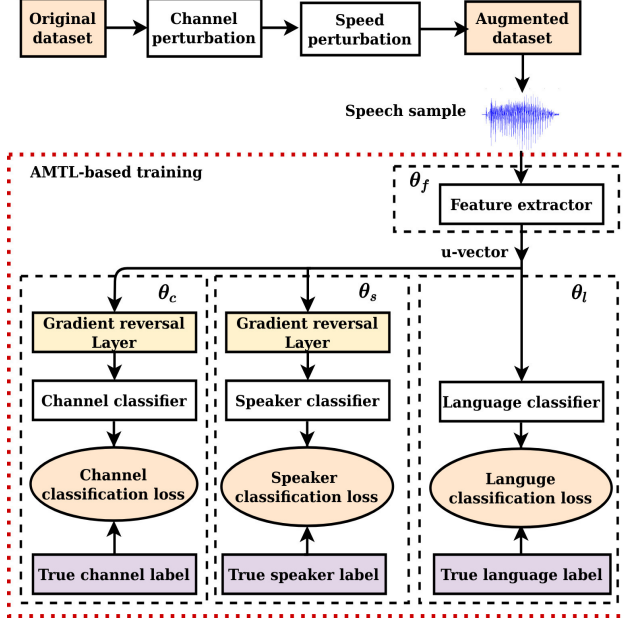 Original
dataset
Channel
perturbation
Speed
perturbation
Augmented
dataset
Speech sample
AMTL-based training
θf
Feature extractor
u-vector
θc
Gradient reversal
Layer
Channel classifier
Channel
classification loss
True channel label
θs
Gradient reversal
Layer
Speaker classifier
Speaker
classification loss
True speaker label
θl
Language classifier
Languge
classification loss
True language label